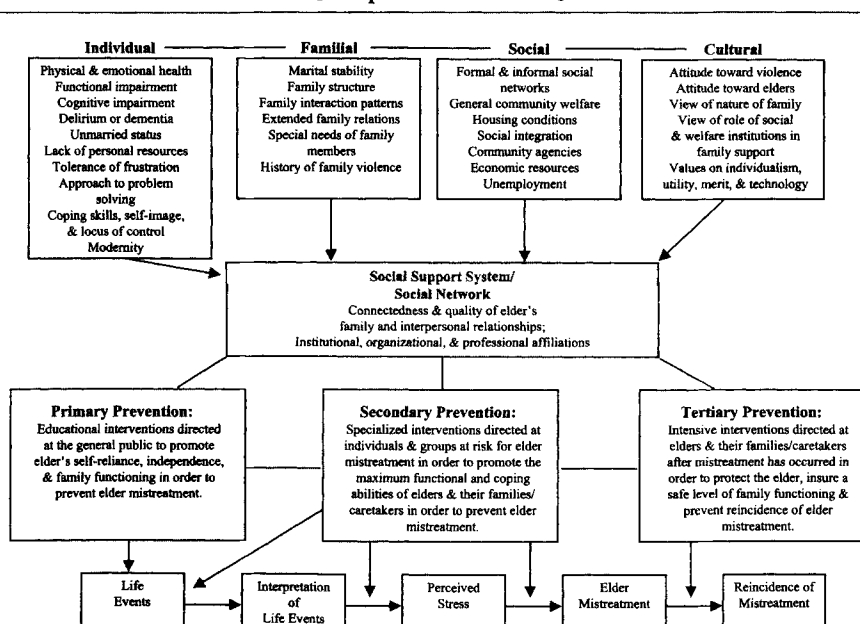 Individual
Familial
Social
Cultural
Physical & emotional health
Functional impairment
Cognitive impairment
Delirium or dementia
Unmarried status
Lack of personal resources
Tolerance of frustration
Approach to problem
solving
Coping skills, self-image,
& locus of control
Modernity
Marital stability
Family structure
Family interaction patterns
Extended family relations
Special needs of family
members
History of family violence
Formal & informal social
networks
General community welfare
Housing conditions
Social integration
Community agencies
Economic resources
Unemployment
Attitude toward violence
Attitude toward elders
View of nature of family
View of role of social
& welfare institutions in
family support
Values on individualism,
utility, merit, & technology
Social Support System/
Social Network
Connectedness & quality of elder's
family and interpersonal relationships;
Institutional, organizational, & professional affiliations
Primary Prevention:
Educational interventions directed
at the general public to promote
elder's self-reliance, independence,
& family functioning in order to
prevent elder mistreatment.
Secondary Prevention:
Specialized interventions directed at
individuals & groups at risk for elder
mistreatment in order to promote the
maximum functional and coping
abilities of elders & their families/
caretakers in order to prevent elder
mistreatment.
Tertiary Prevention:
Intensive interventions directed at
elders & their families/caretakers
after mistreatment has occurred in
order to protect the elder, insure a
safe level of family functioning &
prevent reincidence of elder
mistreatment.
Life
Events
Interpretation
of
Life Events
Perceived
Stress
Elder
Mistreatment
Reincidence of
Mistreatment